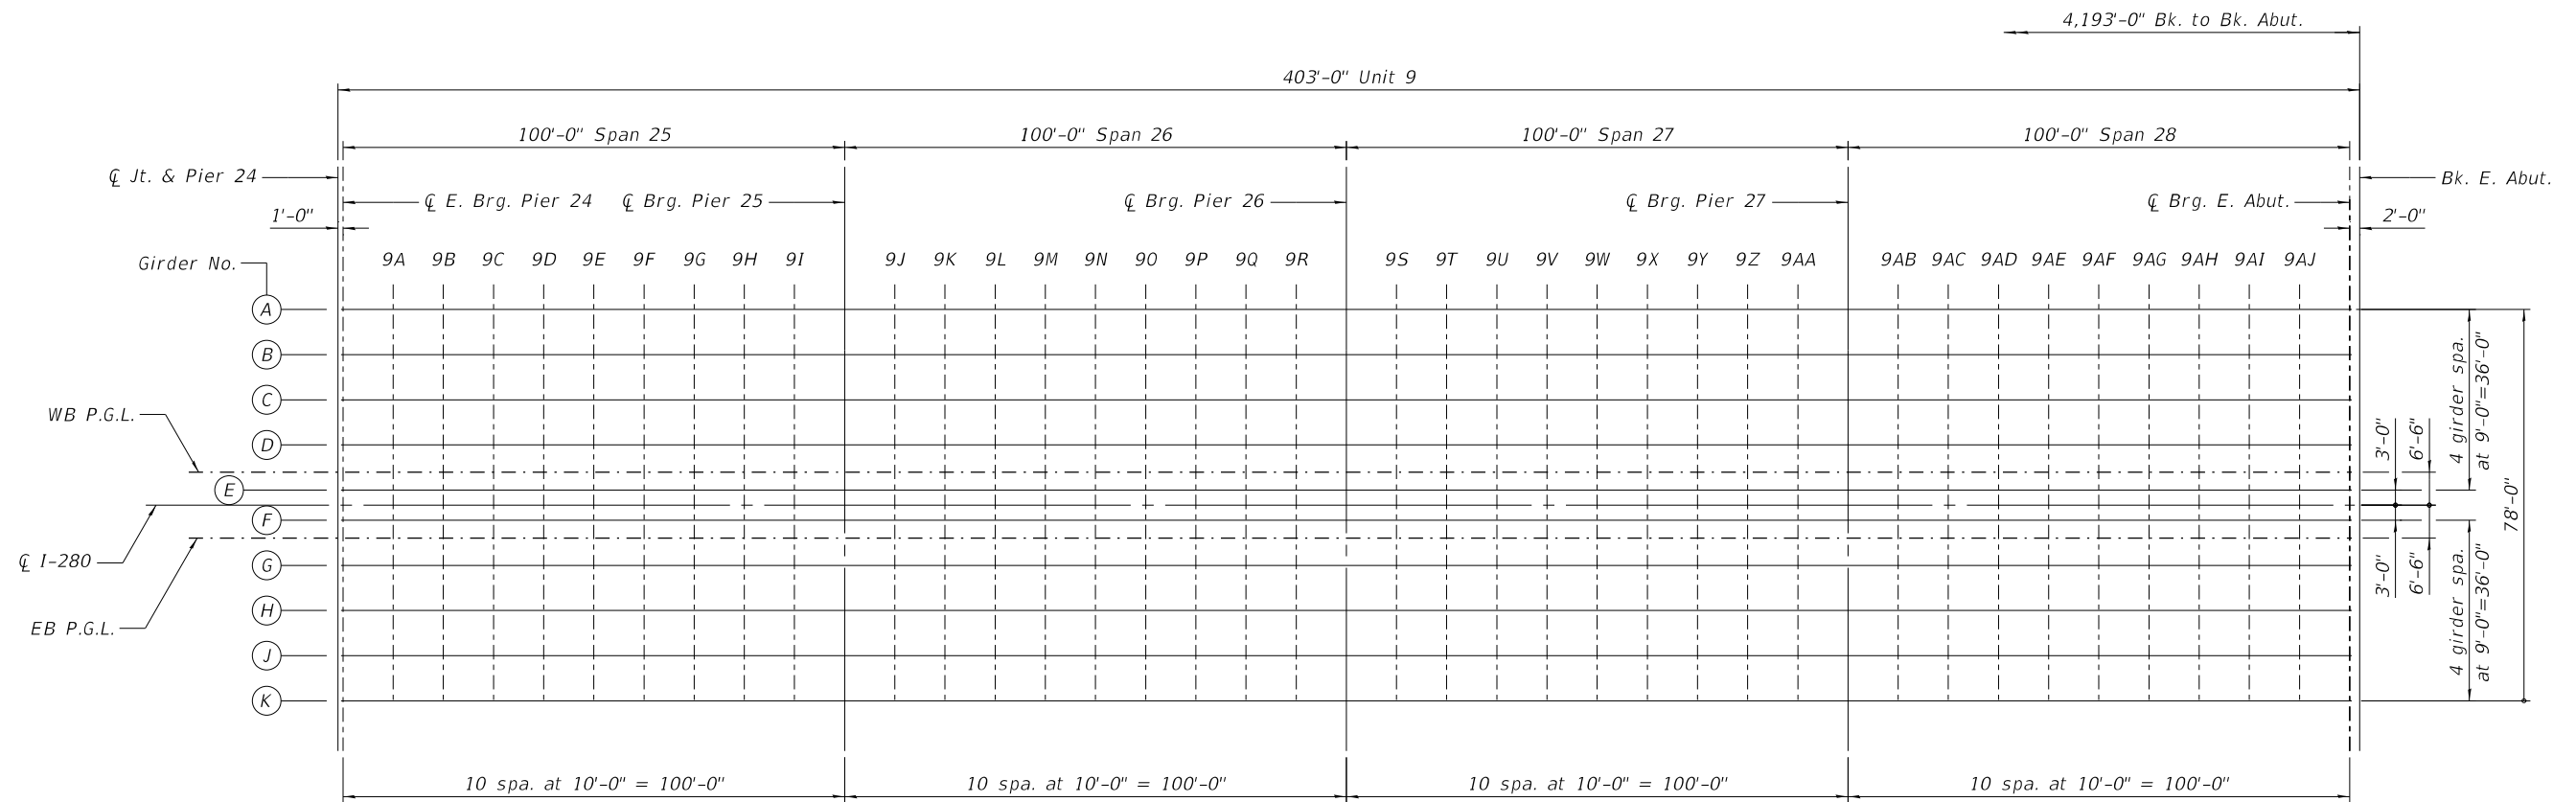 4,193'-0" Bk. to Bk. Abut.
403'-0" Unit 9
100'-0" Span 25
100'-0" Span 26
100'-0" Span 27
100'-0" Span 28
℄ Jt. & Pier 24
Bk. E. Abut.
℄ E. Brg. Pier 24
℄ Brg. Pier 25
℄ Brg. Pier 26
℄ Brg. Pier 27
℄ Brg. E. Abut.
1'-0"
2'-0"
Girder No.
9A 9B 9C 9D 9E 9F 9G 9H 9I 9J 9K 9L 9M 9N 9O 9P 9Q 9R 9S 9T 9U 9V 9W 9X 9Y 9Z 9AA 9AB 9AC 9AD 9AE 9AF 9AG 9AH 9AI 9AJ
A
B
C
D
WB P.G.L.
E
F
℄ I-280
G
H
EB P.G.L.
J
K
3'-0"
6'-6"
4 girder spa.
at 9'-0"=36'-0"
78'-0"
3'-0"
6'-6"
4 girder spa.
at 9'-0"=36'-0"
10 spa. at 10'-0" = 100'-0"
10 spa. at 10'-0" = 100'-0"
10 spa. at 10'-0" = 100'-0"
10 spa. at 10'-0" = 100'-0"